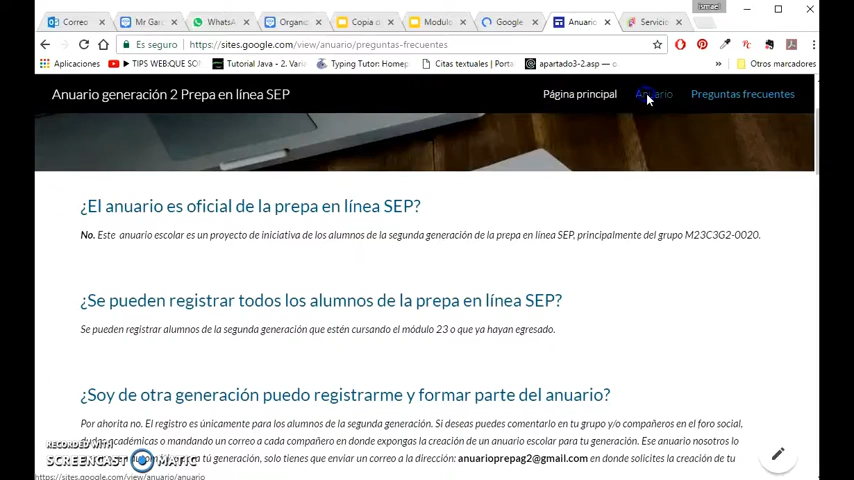 Ismael
Correo
Mr Garc
WhatsA
Organiz
Copia d
Modulo
Google
Anuario
Servicio
Es seguro
https://sites.google.com/view/anuario/preguntas-frecuentes
Aplicaciones
TIPS WEB:QUE SON
Tutorial Java - 2. Varia
Typing Tutor: Homep
Citas textuales | Porta
apartado3-2.asp — c
»
Otros marcadores
Anuario generación 2 Prepa en línea SEP
Página principal
Anuario
Preguntas frecuentes
¿El anuario es oficial de la prepa en línea SEP?
No. Este anuario escolar es un proyecto de iniciativa de los alumnos de la segunda generación de la prepa en línea SEP, principalmente del grupo M23C3G2-0020.
¿Se pueden registrar todos los alumnos de la prepa en línea SEP?
Se pueden registrar alumnos de la segunda generación que estén cursando el módulo 23 o que ya hayan egresado.
¿Soy de otra generación puedo registrarme y formar parte del anuario?
Por ahorita no. El registro es únicamente para los alumnos de la segunda generación. Si deseas puedes comentarlo en tu grupo y/o compañeros en el foro social,
académicas o mandando un correo a cada compañero en donde expongas la creación de un anuario escolar para tu generación. Ese anuario nosotros lo
tú generación, solo tienes que enviar un correo a la dirección: anuarioprepag2@gmail.com en donde solicites la creación de tu
RECORDED WITH
SCREENCAST MATIC
https://sites.google.com/view/anuario/anuario